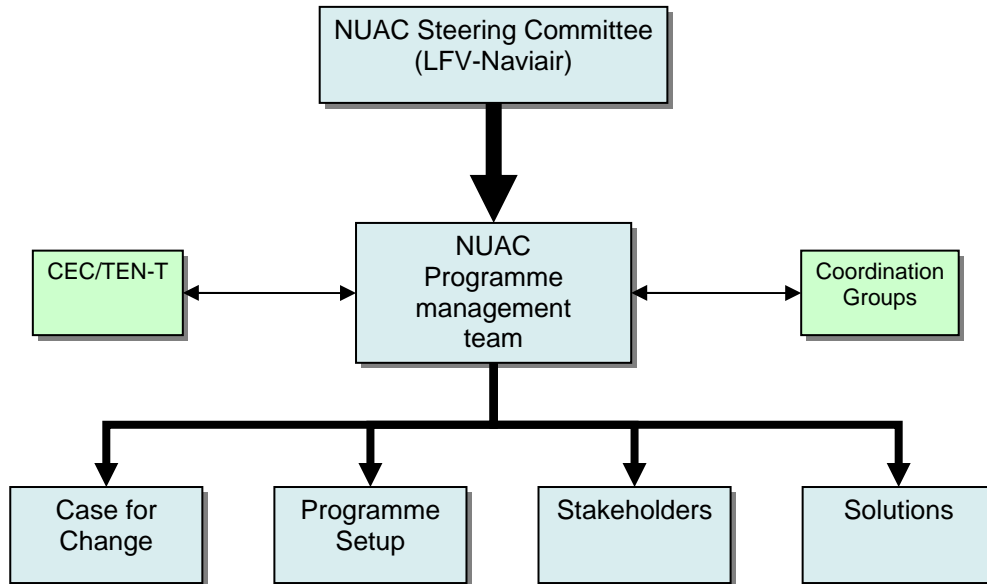 NUAC Steering Committee
(LFV-Naviair)
CEC/TEN-T
NUAC
Programme
management
team
Coordination
Groups
Case for
Change
Programme
Setup
Stakeholders
Solutions